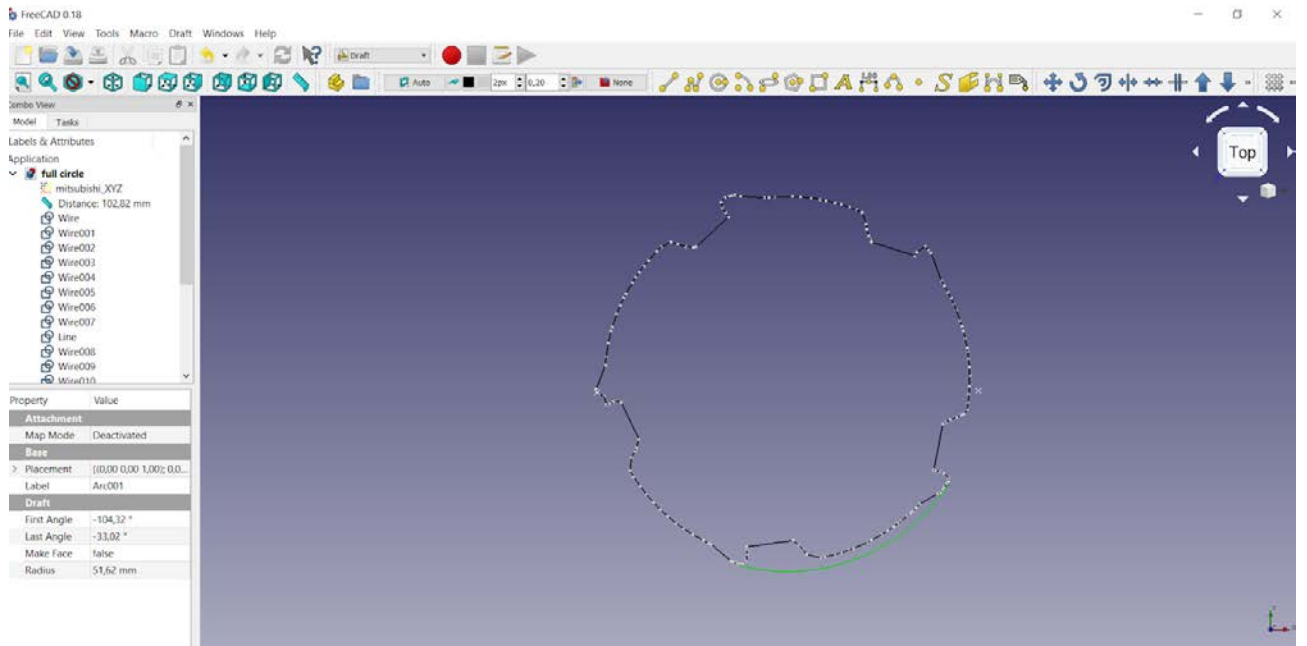 FreeCAD 0.18
File Edit View Tools Macro Draft Windows Help
Draft
Auto 2px 0,20 None
Combo View
Model Tasks
Labels & Attributes
Application
full circle
mitsubishi_XYZ
Distance: 102,82 mm
Wire
Wire001
Wire002
Wire003
Wire004
Wire005
Wire006
Wire007
Line
Wire008
Wire009
Wire010
Property Value
Attachment
Map Mode Deactivated
Base
Placement [(0,00 0,00 1,00); 0,0...
Label Arc001
Draft
First Angle -104,32 °
Last Angle -33,02 °
Make Face false
Radius 51,62 mm
Top